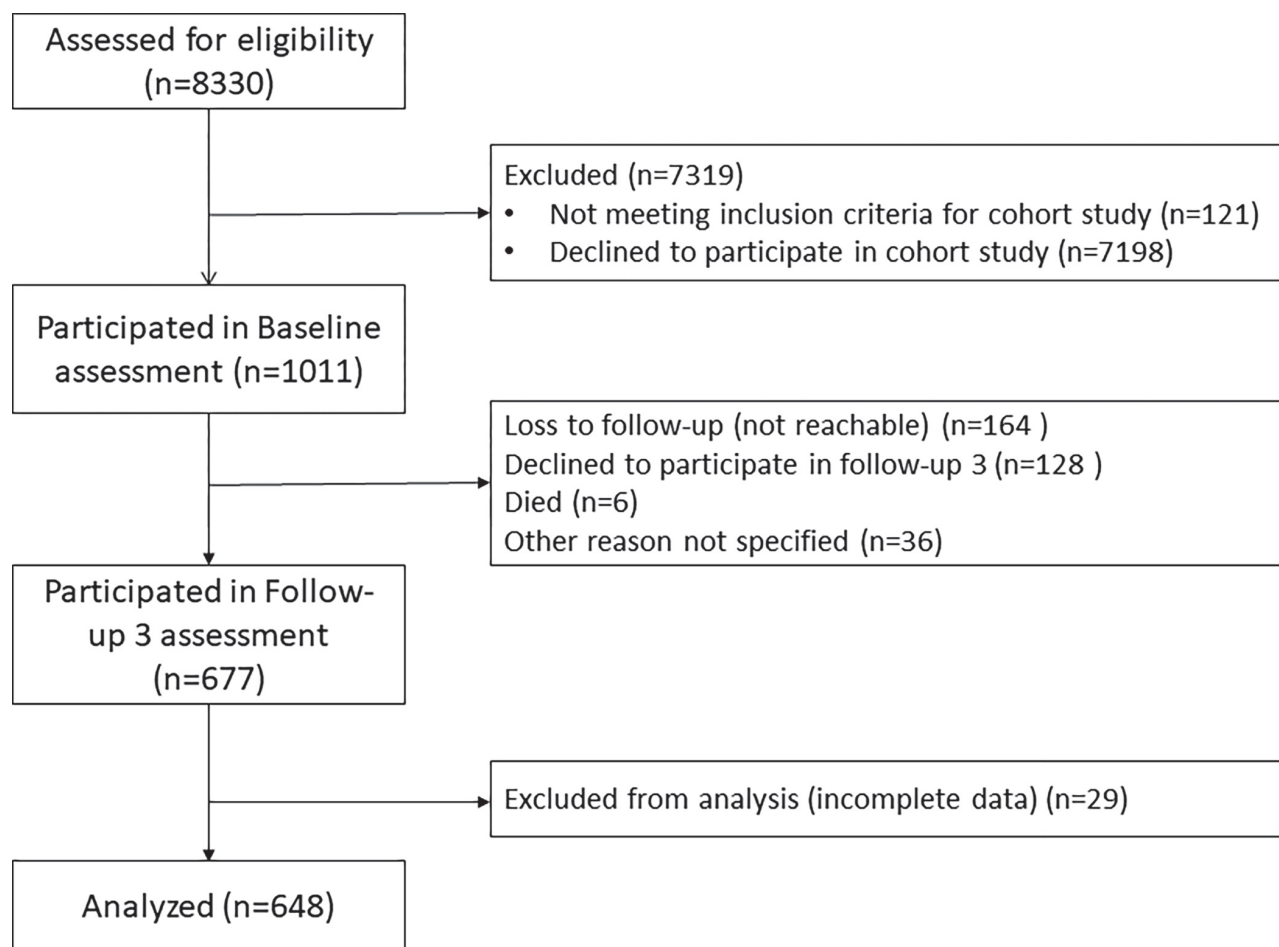 Assessed for eligibility
(n=8330)
Excluded (n=7319)
• Not meeting inclusion criteria for cohort study (n=121)
• Declined to participate in cohort study (n=7198)
Participated in Baseline
assessment (n=1011)
Loss to follow-up (not reachable) (n=164 )
Declined to participate in follow-up 3 (n=128 )
Died (n=6)
Other reason not specified (n=36)
Participated in Follow-
up 3 assessment
(n=677)
Excluded from analysis (incomplete data) (n=29)
Analyzed (n=648)